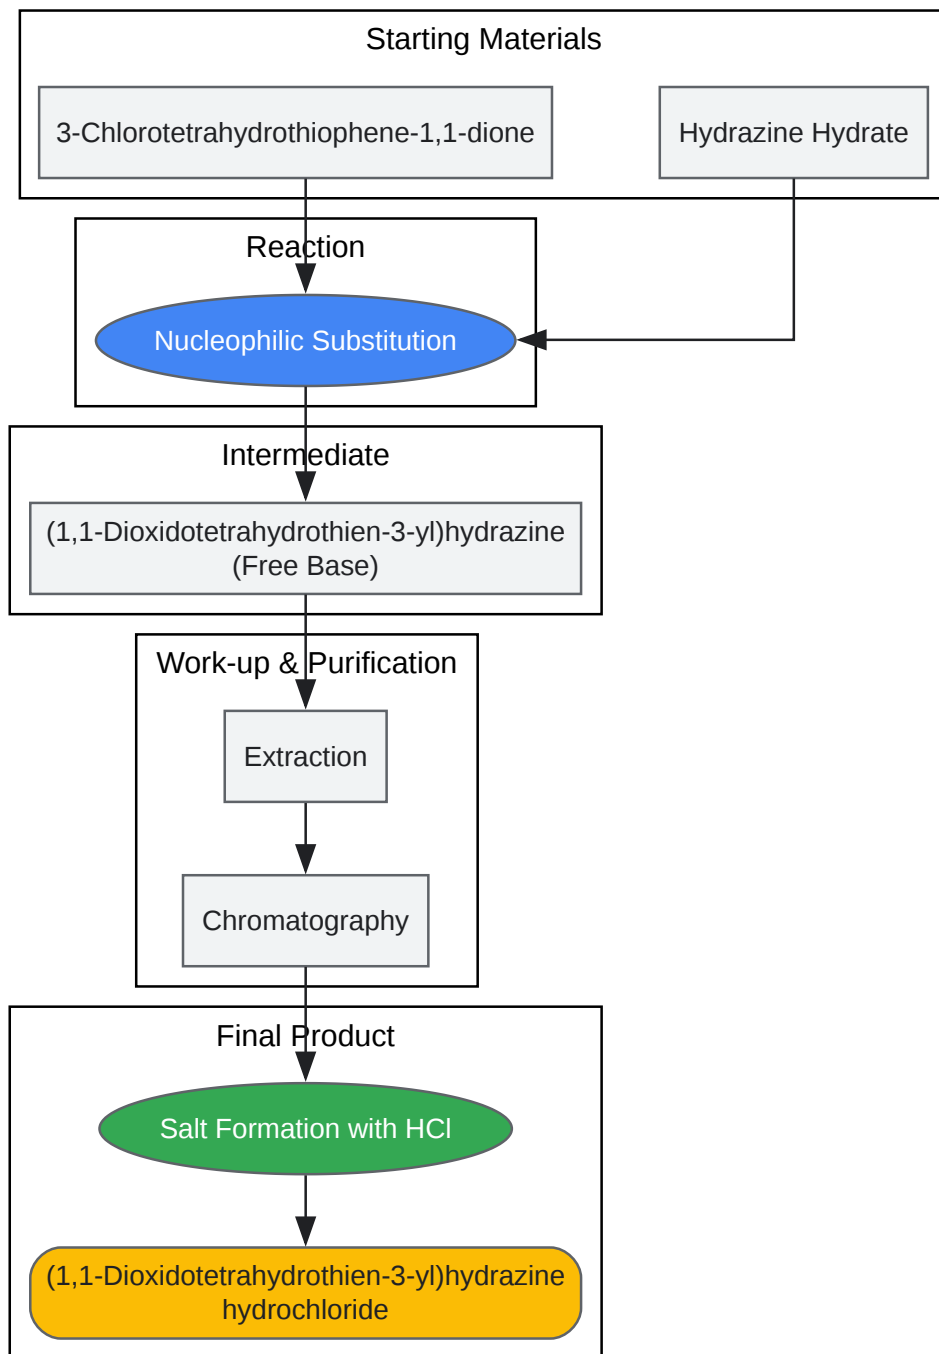 Starting Materials
3-Chlorotetrahydrothiophene-1,1-dione
Hydrazine Hydrate
Reaction
Nucleophilic Substitution
Intermediate
(1,1-Dioxidotetrahydrothien-3-yl)hydrazine
(Free Base)
Work-up & Purification
Extraction
Chromatography
Final Product
Salt Formation with HCl
(1,1-Dioxidotetrahydrothien-3-yl)hydrazine
hydrochloride